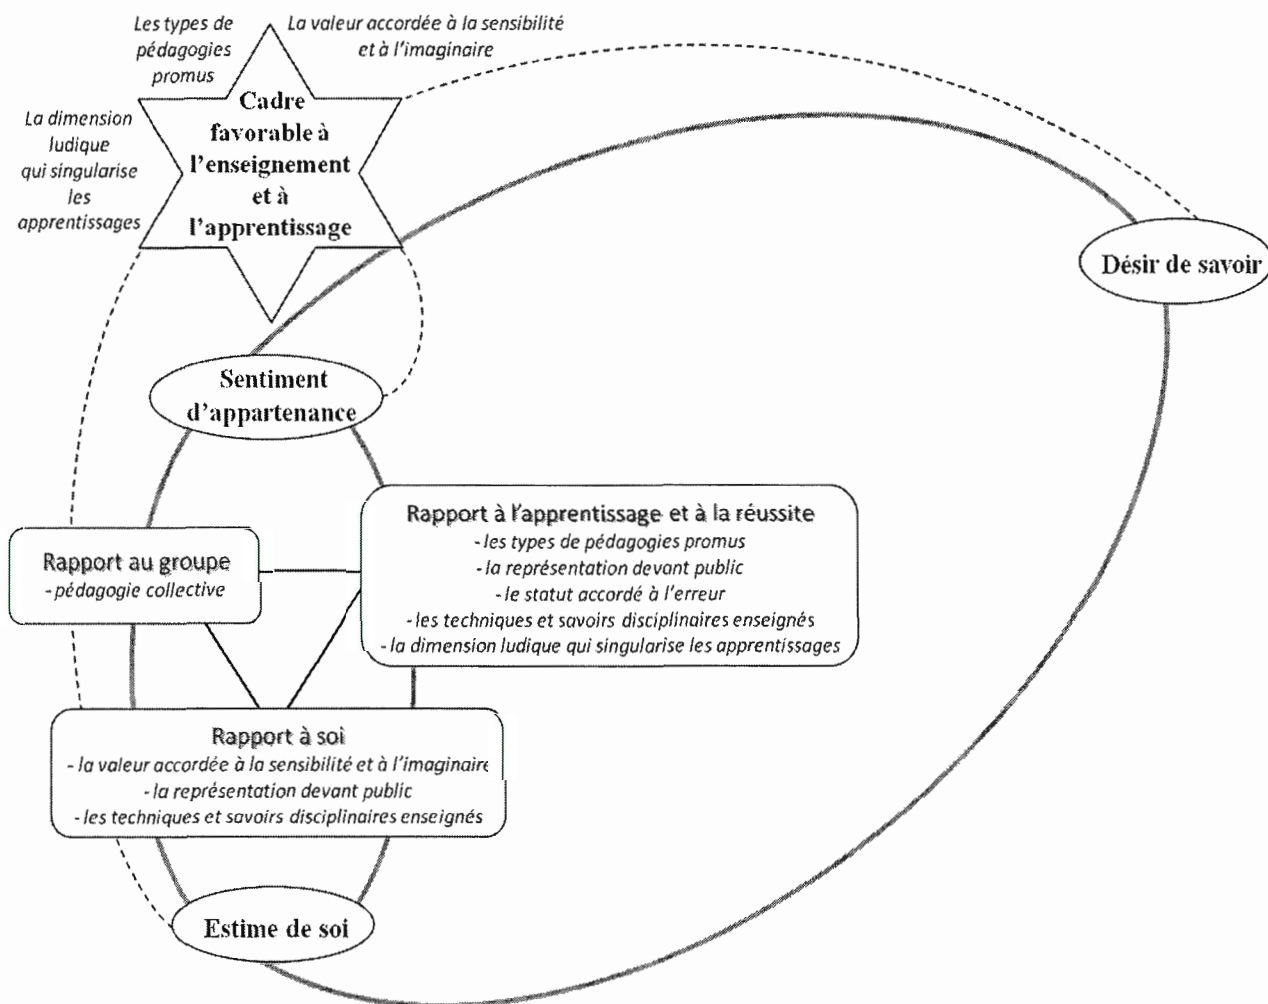 Les types de
pédagogies
promus
La valeur accordée à la sensibilité
et à l'imaginaire
La dimension
ludique
qui singularise
les
apprentissages
Cadre
favorable à
l'enseignement
et à
l'apprentissage
Désir de savoir
Sentiment
d'appartenance
Rapport au groupe
- pédagogie collective
Rapport à l'apprentissage et à la réussite
- les types de pédagogies promus
- la représentation devant public
- le statut accordé à l'erreur
- les techniques et savoirs disciplinaires enseignés
- la dimension ludique qui singularise les apprentissages
Rapport à soi
- la valeur accordée à la sensibilité et à l'imaginaire
- la représentation devant public
- les techniques et savoirs disciplinaires enseignés
Estime de soi